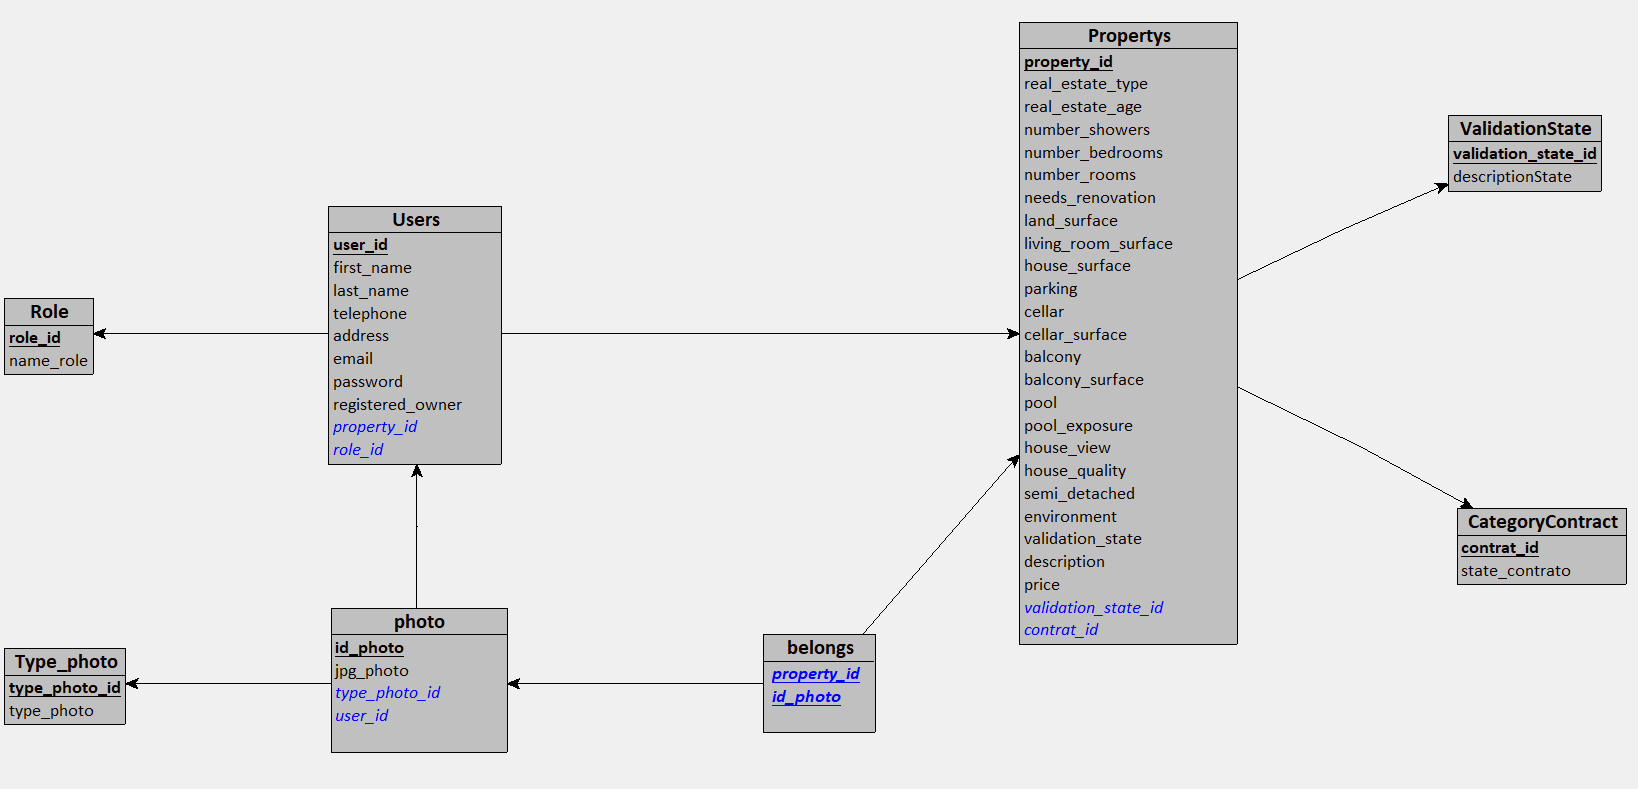 Propertys
property_id
real_estate_type
real_estate_age
number_showers
number_bedrooms
number_rooms
needs_renovation
land_surface
living_room_surface
house_surface
parking
cellar
cellar_surface
balcony
balcony_surface
pool
pool_exposure
house_view
house_quality
semi_detached
environment
validation_state
description
price
validation_state_id
contrat_id
ValidationState
validation_state_id
descriptionState
Users
user_id
first_name
last_name
telephone
address
email
password
registered_owner
property_id
role_id
Role
role_id
name_role
CategoryContract
contrat_id
state_contrato
photo
id_photo
jpg_photo
type_photo_id
user_id
belongs
property_id
id_photo
Type_photo
type_photo_id
type_photo